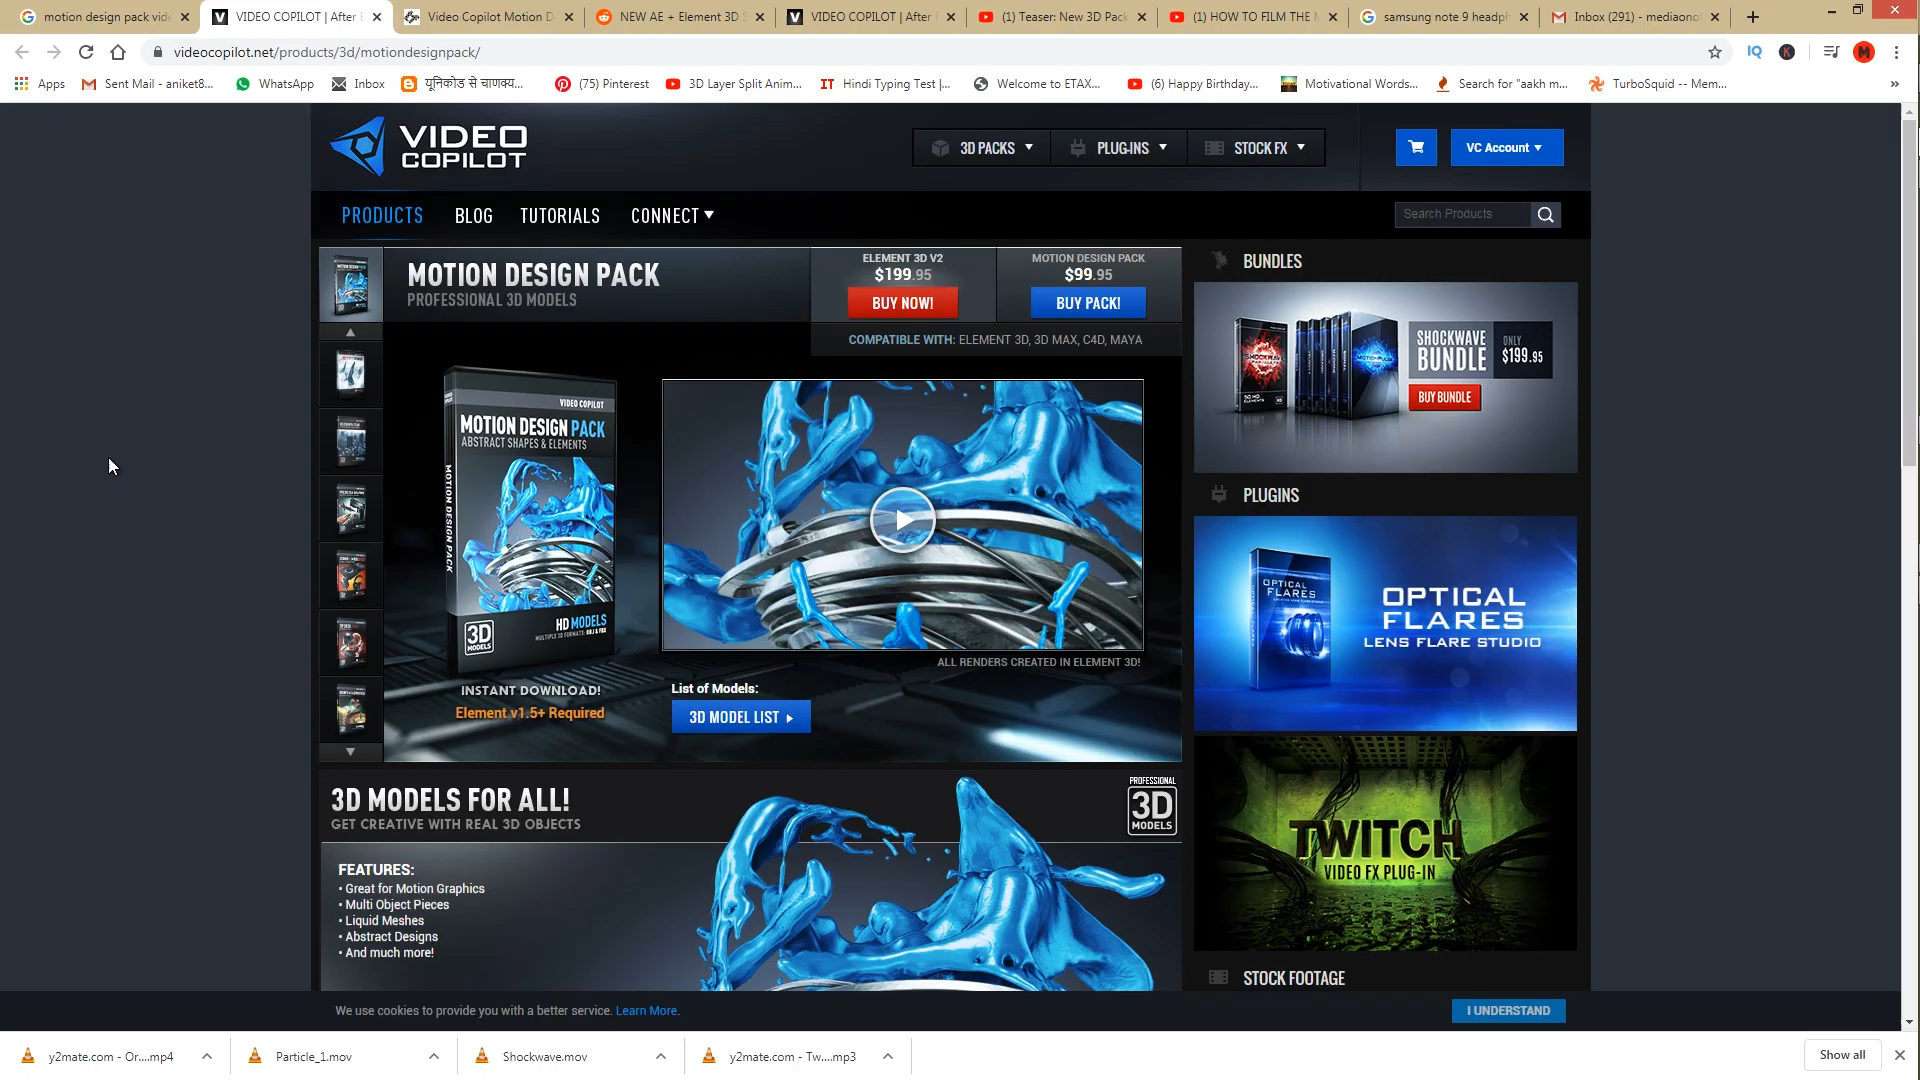 motion design pack vide
VIDEO COPILOT | After E
Video Copilot Motion D
NEW AE + Element 3D S
VIDEO COPILOT | After E
(1) Teaser: New 3D Pack
(1) HOW TO FILM THE M
samsung note 9 headph
Inbox (291) - mediaono
videocopilot.net/products/3d/motiondesignpack/
Apps
Sent Mail - aniket8...
WhatsApp
Inbox
यूनिकोड से चाणक्य...
(75) Pinterest
3D Layer Split Anim...
Hindi Typing Test |...
Welcome to ETAX...
(6) Happy Birthday...
Motivational Words...
Search for "aakh m...
TurboSquid -- Mem...
VIDEO
COPILOT
3D PACKS
PLUG-INS
STOCK FX
VC Account
PRODUCTS
BLOG
TUTORIALS
CONNECT
Search Products
MOTION DESIGN PACK
PROFESSIONAL 3D MODELS
ELEMENT 3D V2
$199.95
BUY NOW!
MOTION DESIGN PACK
$99.95
BUY PACK!
COMPATIBLE WITH: ELEMENT 3D, 3D MAX, C4D, MAYA
VIDEO COPILOT
MOTION DESIGN PACK
ABSTRACT SHAPES & ELEMENTS
MOTION DESIGN PACK
3D
MODELS
HD MODELS
MULTIPLE 3D FORMATS: OBJ & FBX
ALL RENDERS CREATED IN ELEMENT 3D!
INSTANT DOWNLOAD!
Element v1.5+ Required
List of Models:
3D MODEL LIST
3D MODELS FOR ALL!
GET CREATIVE WITH REAL 3D OBJECTS
PROFESSIONAL
3D
MODELS
FEATURES:
• Great for Motion Graphics
• Multi Object Pieces
• Liquid Meshes
• Abstract Designs
• And much more!
BUNDLES
SHOCKWAVE
BUNDLE
ONLY
$199.95
BUY BUNDLE
PLUGINS
OPTICAL
FLARES
OPTICAL
FLARES
LENS FLARE STUDIO
TWITCH
VIDEO FX PLUG-IN
STOCK FOOTAGE
We use cookies to provide you with a better service. Learn More.
I UNDERSTAND
y2mate.com - Or....mp4
Particle_1.mov
Shockwave.mov
y2mate.com - Tw....mp3
Show all